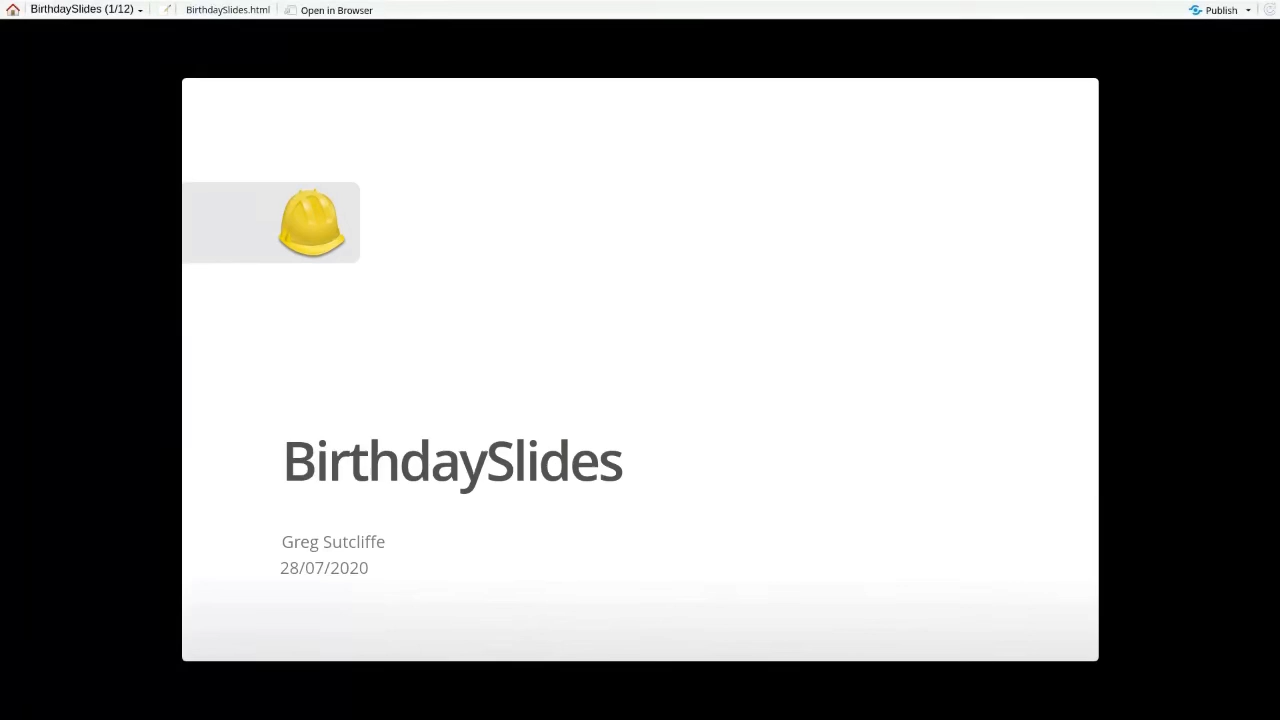 BirthdaySlides (1/12)
BirthdaySlides.html
Open in Browser
Publish
BirthdaySlides
Greg Sutcliffe
28/07/2020